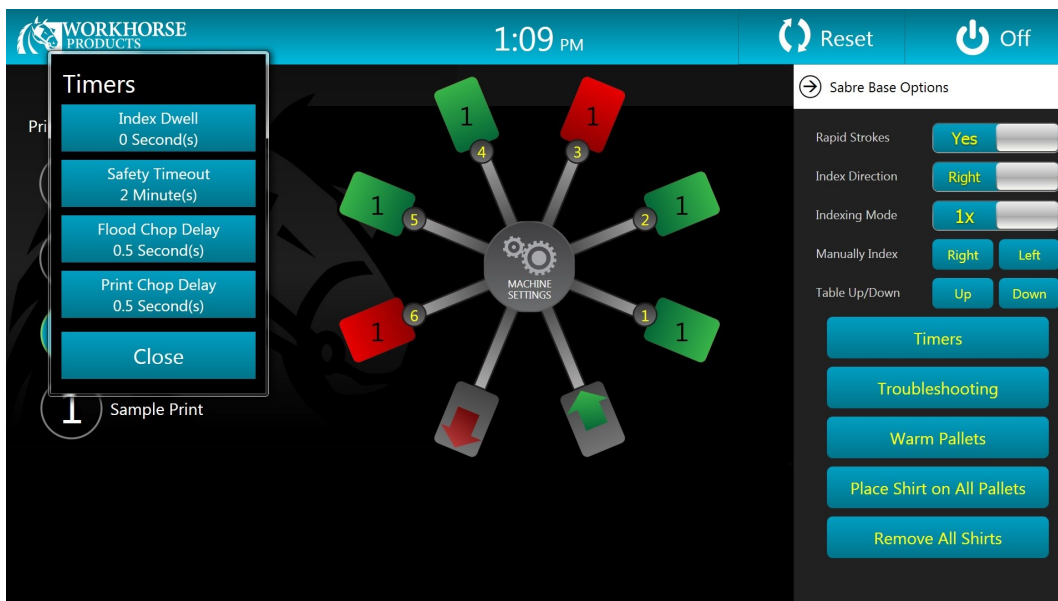 WORKHORSE
PRODUCTS
1:09 PM
Reset
Off
Timers
Index Dwell
0 Second(s)
Safety Timeout
2 Minute(s)
Flood Chop Delay
0.5 Second(s)
Print Chop Delay
0.5 Second(s)
Close
Pri
1 Sample Print
1
1
4
3
1
1
5
2
MACHINE
SETTINGS
1
6
1
1
Sabre Base Options
Rapid Strokes Yes
Index Direction Right
Indexing Mode 1x
Manually Index Right Left
Table Up/Down Up Down
Timers
Troubleshooting
Warm Pallets
Place Shirt on All Pallets
Remove All Shirts